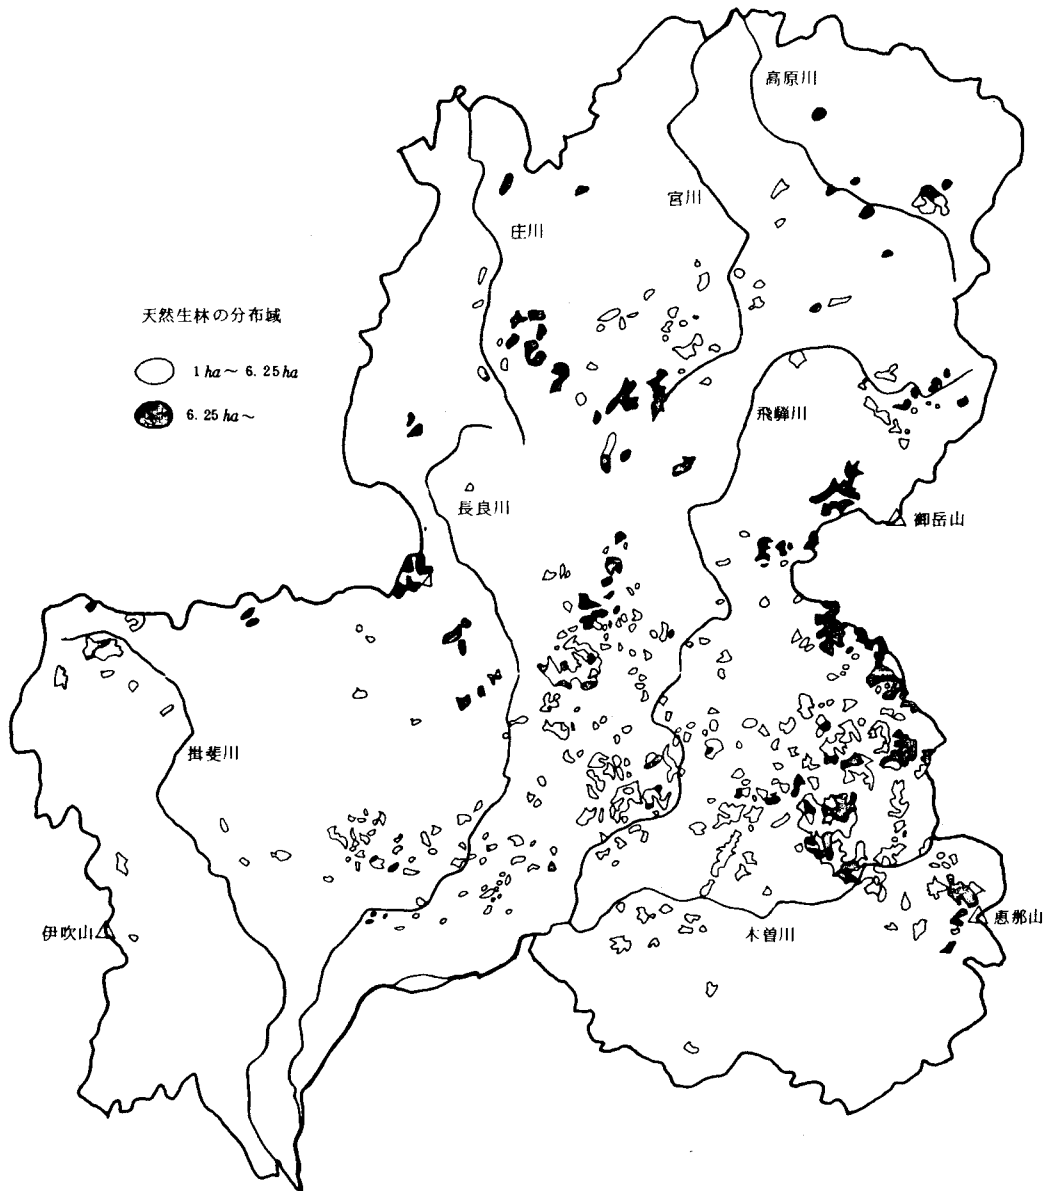 高原川
宮川
庄川
天然生林の分布域
1 ha～ 6.25ha
6.25 ha～
飛騨川
長良川
御岳山
揖斐川
伊吹山
恵那山
木曽川